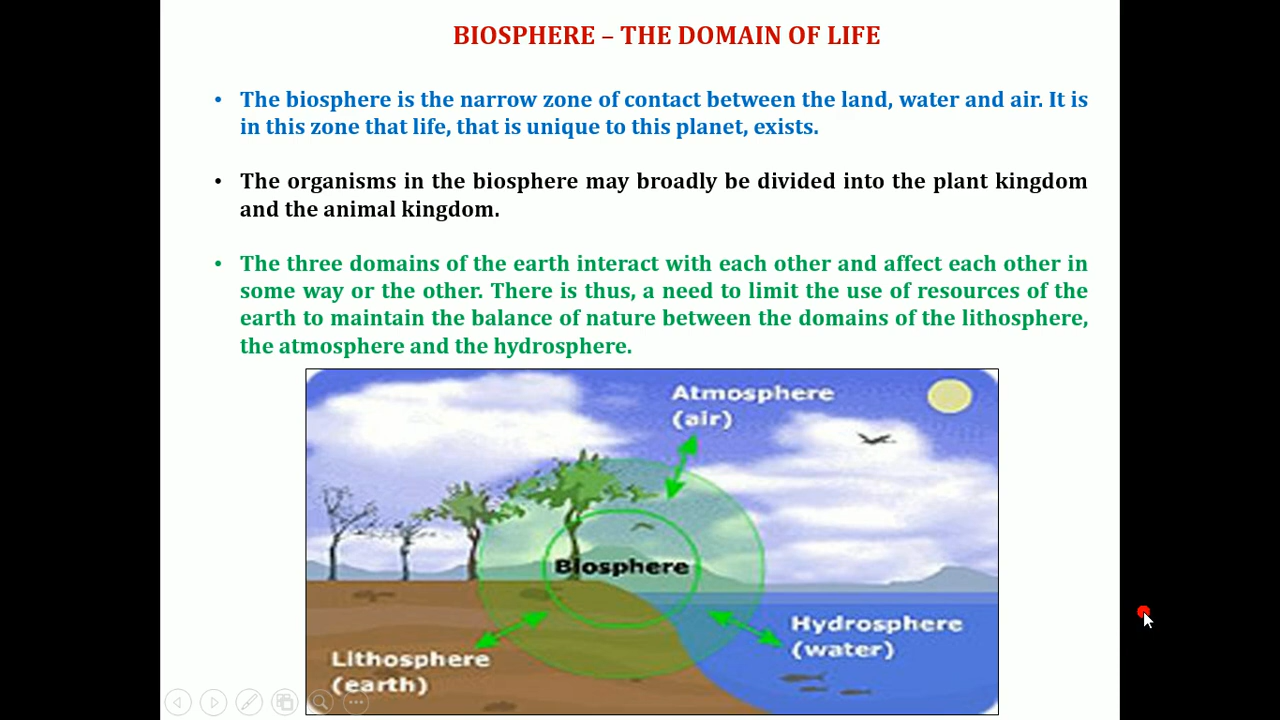 BIOSPHERE – THE DOMAIN OF LIFE
• The biosphere is the narrow zone of contact between the land, water and air. It is
in this zone that life, that is unique to this planet, exists.
• The organisms in the biosphere may broadly be divided into the plant kingdom
and the animal kingdom.
• The three domains of the earth interact with each other and affect each other in
some way or the other. There is thus, a need to limit the use of resources of the
earth to maintain the balance of nature between the domains of the lithosphere,
the atmosphere and the hydrosphere.
Atmosphere
(air)
Biosphere
Hydrosphere
(water)
Lithosphere
(earth)